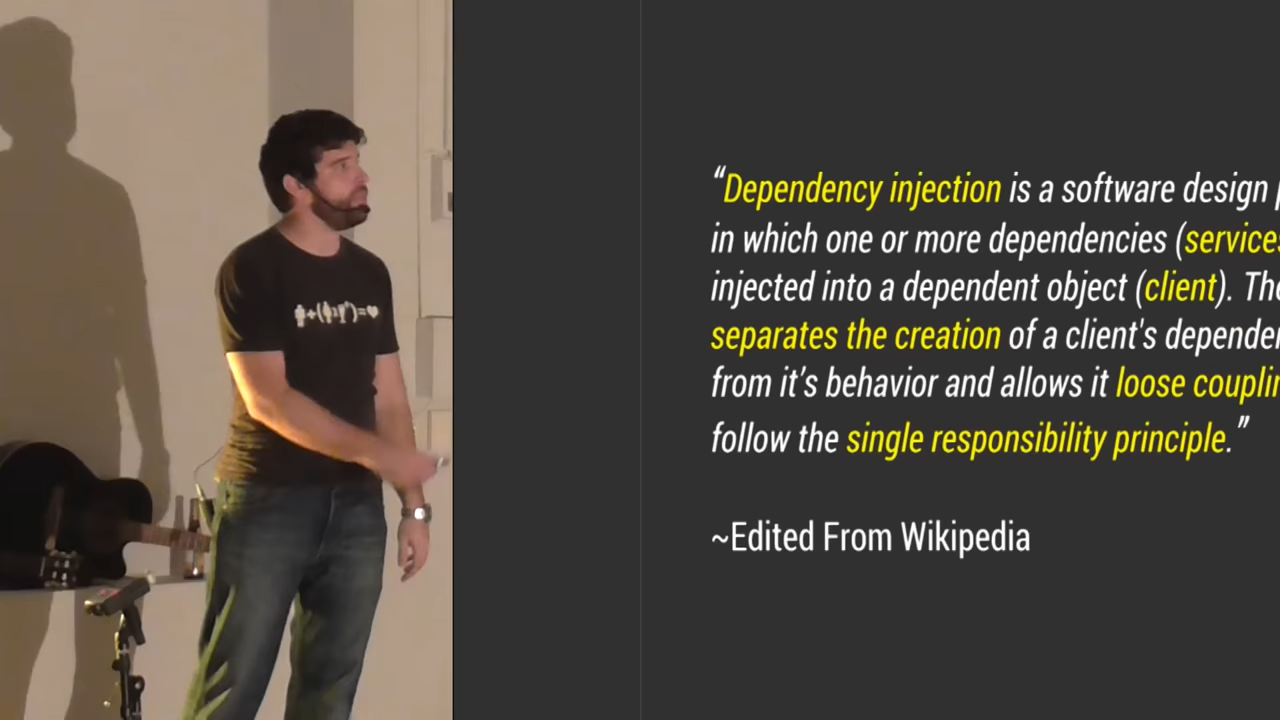 “Dependency injection is a software design
in which one or more dependencies (services
injected into a dependent object (client). The
separates the creation of a client's
from it’s behavior and allows it loose
follow the single responsibility principle.”
~Edited From Wikipedia